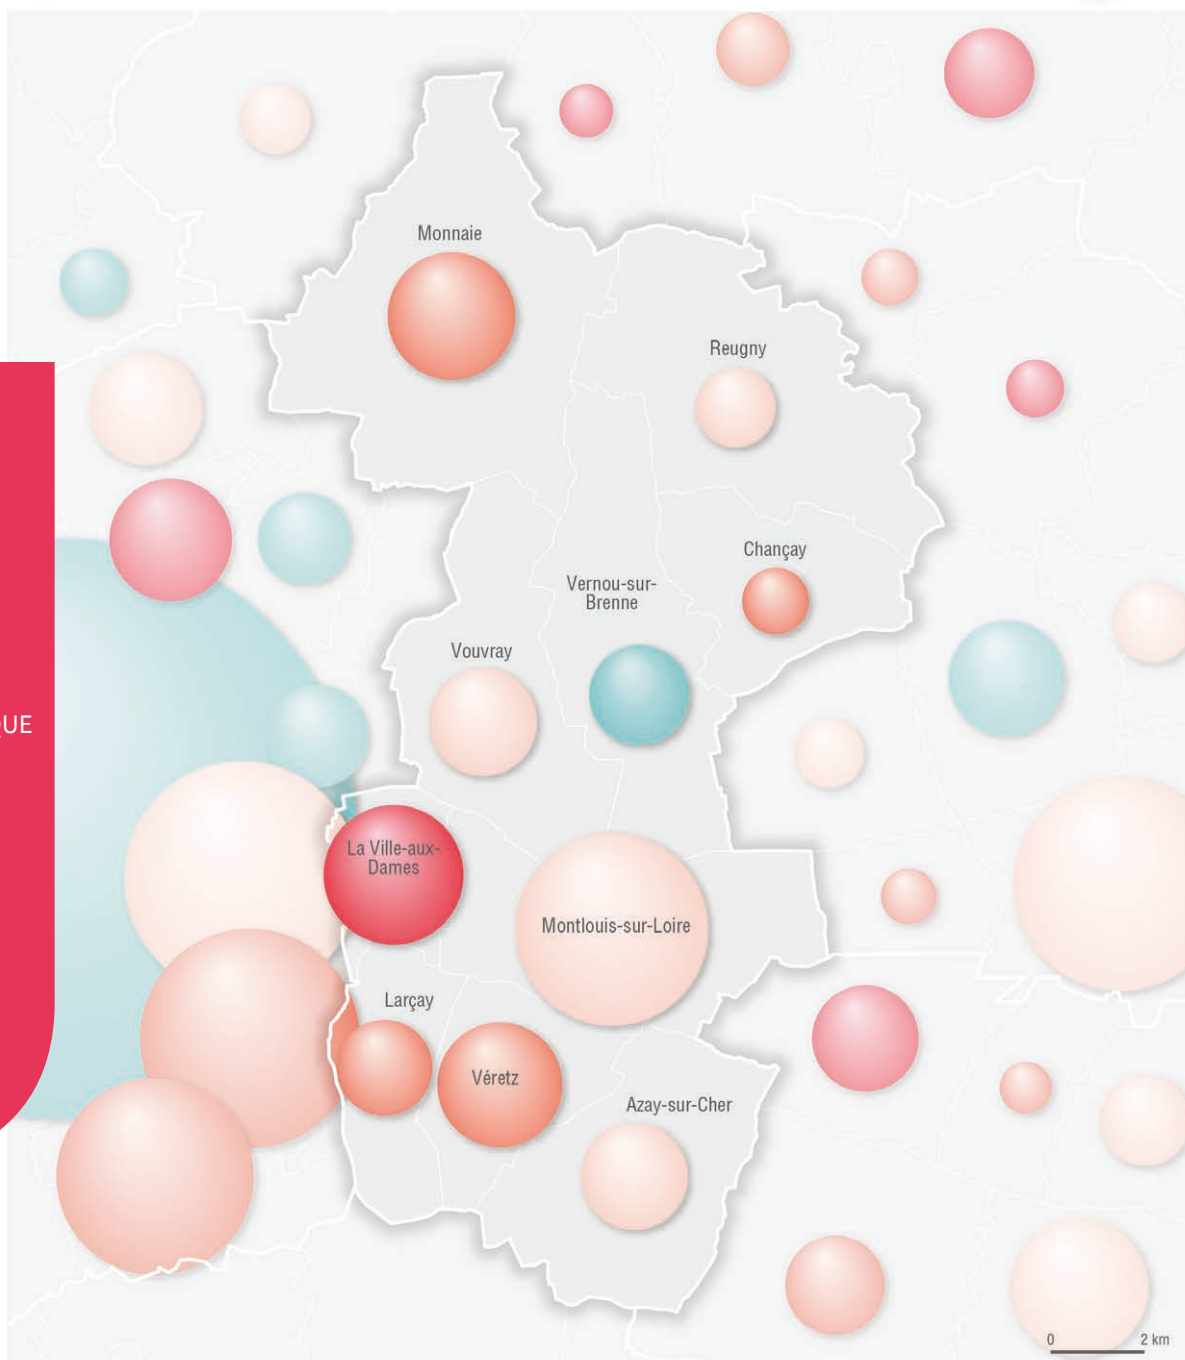 Monnaie
Reugny
Chançay
Vernou-sur-
Brenne
Vouvray
QUE
La Ville-aux-
Dames
Montlouis-sur-Loire
Larçay
Véretz
Azay-sur-Cher
0 2 km